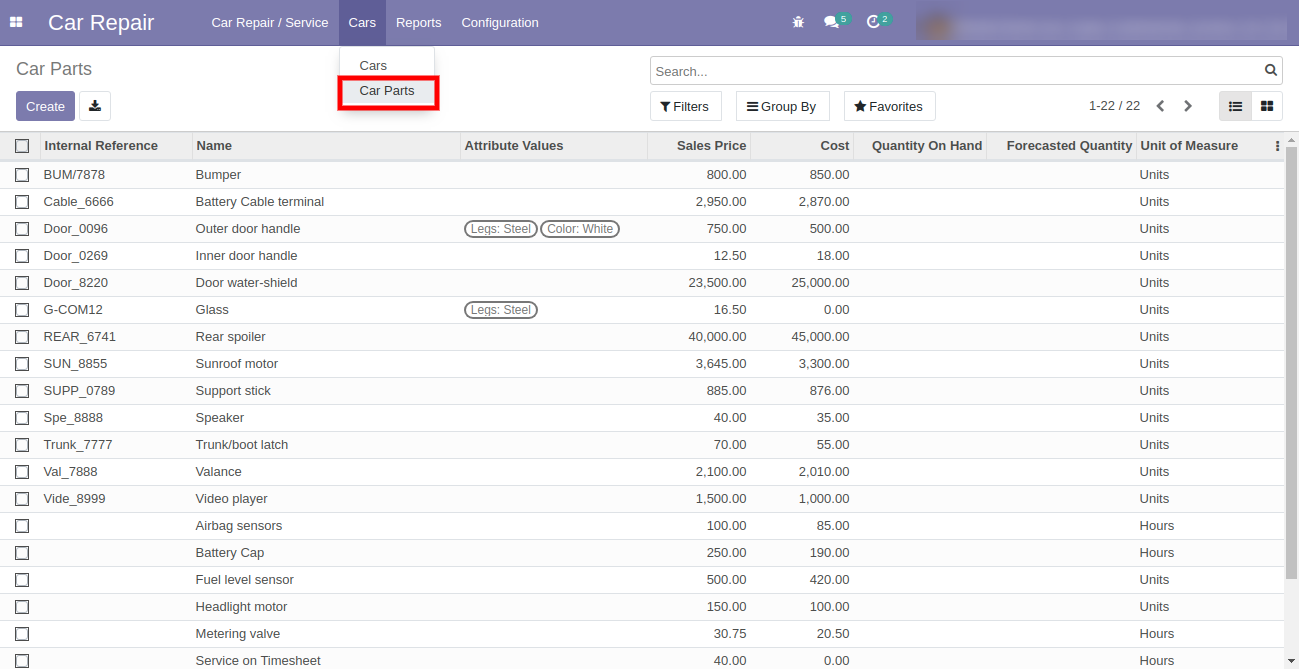 Car Repair Car Repair / Service Cars Reports Configuration 5 2
Cars
Car Parts
Car Parts
Search...
Create Filters Group By Favorites 1-22 / 22
Internal Reference Name Attribute Values Sales Price Cost Quantity On Hand Forecasted Quantity Unit of Measure
BUM/7878 Bumper 800.00 850.00 Units
Cable_6666 Battery Cable terminal 2,950.00 2,870.00 Units
Door_0096 Outer door handle Legs: Steel Color: White 750.00 500.00 Units
Door_0269 Inner door handle 12.50 18.00 Units
Door_8220 Door water-shield 23,500.00 25,000.00 Units
G-COM12 Glass Legs: Steel 16.50 0.00 Units
REAR_6741 Rear spoiler 40,000.00 45,000.00 Units
SUN_8855 Sunroof motor 3,645.00 3,300.00 Units
SUPP_0789 Support stick 885.00 876.00 Units
Spe_8888 Speaker 40.00 35.00 Units
Trunk_7777 Trunk/boot latch 70.00 55.00 Units
Val_7888 Valance 2,100.00 2,010.00 Units
Vide_8999 Video player 1,500.00 1,000.00 Units
Airbag sensors 100.00 85.00 Hours
Battery Cap 250.00 190.00 Hours
Fuel level sensor 500.00 420.00 Units
Headlight motor 150.00 100.00 Units
Metering valve 30.75 20.50 Hours
Service on Timesheet 40.00 0.00 Hours